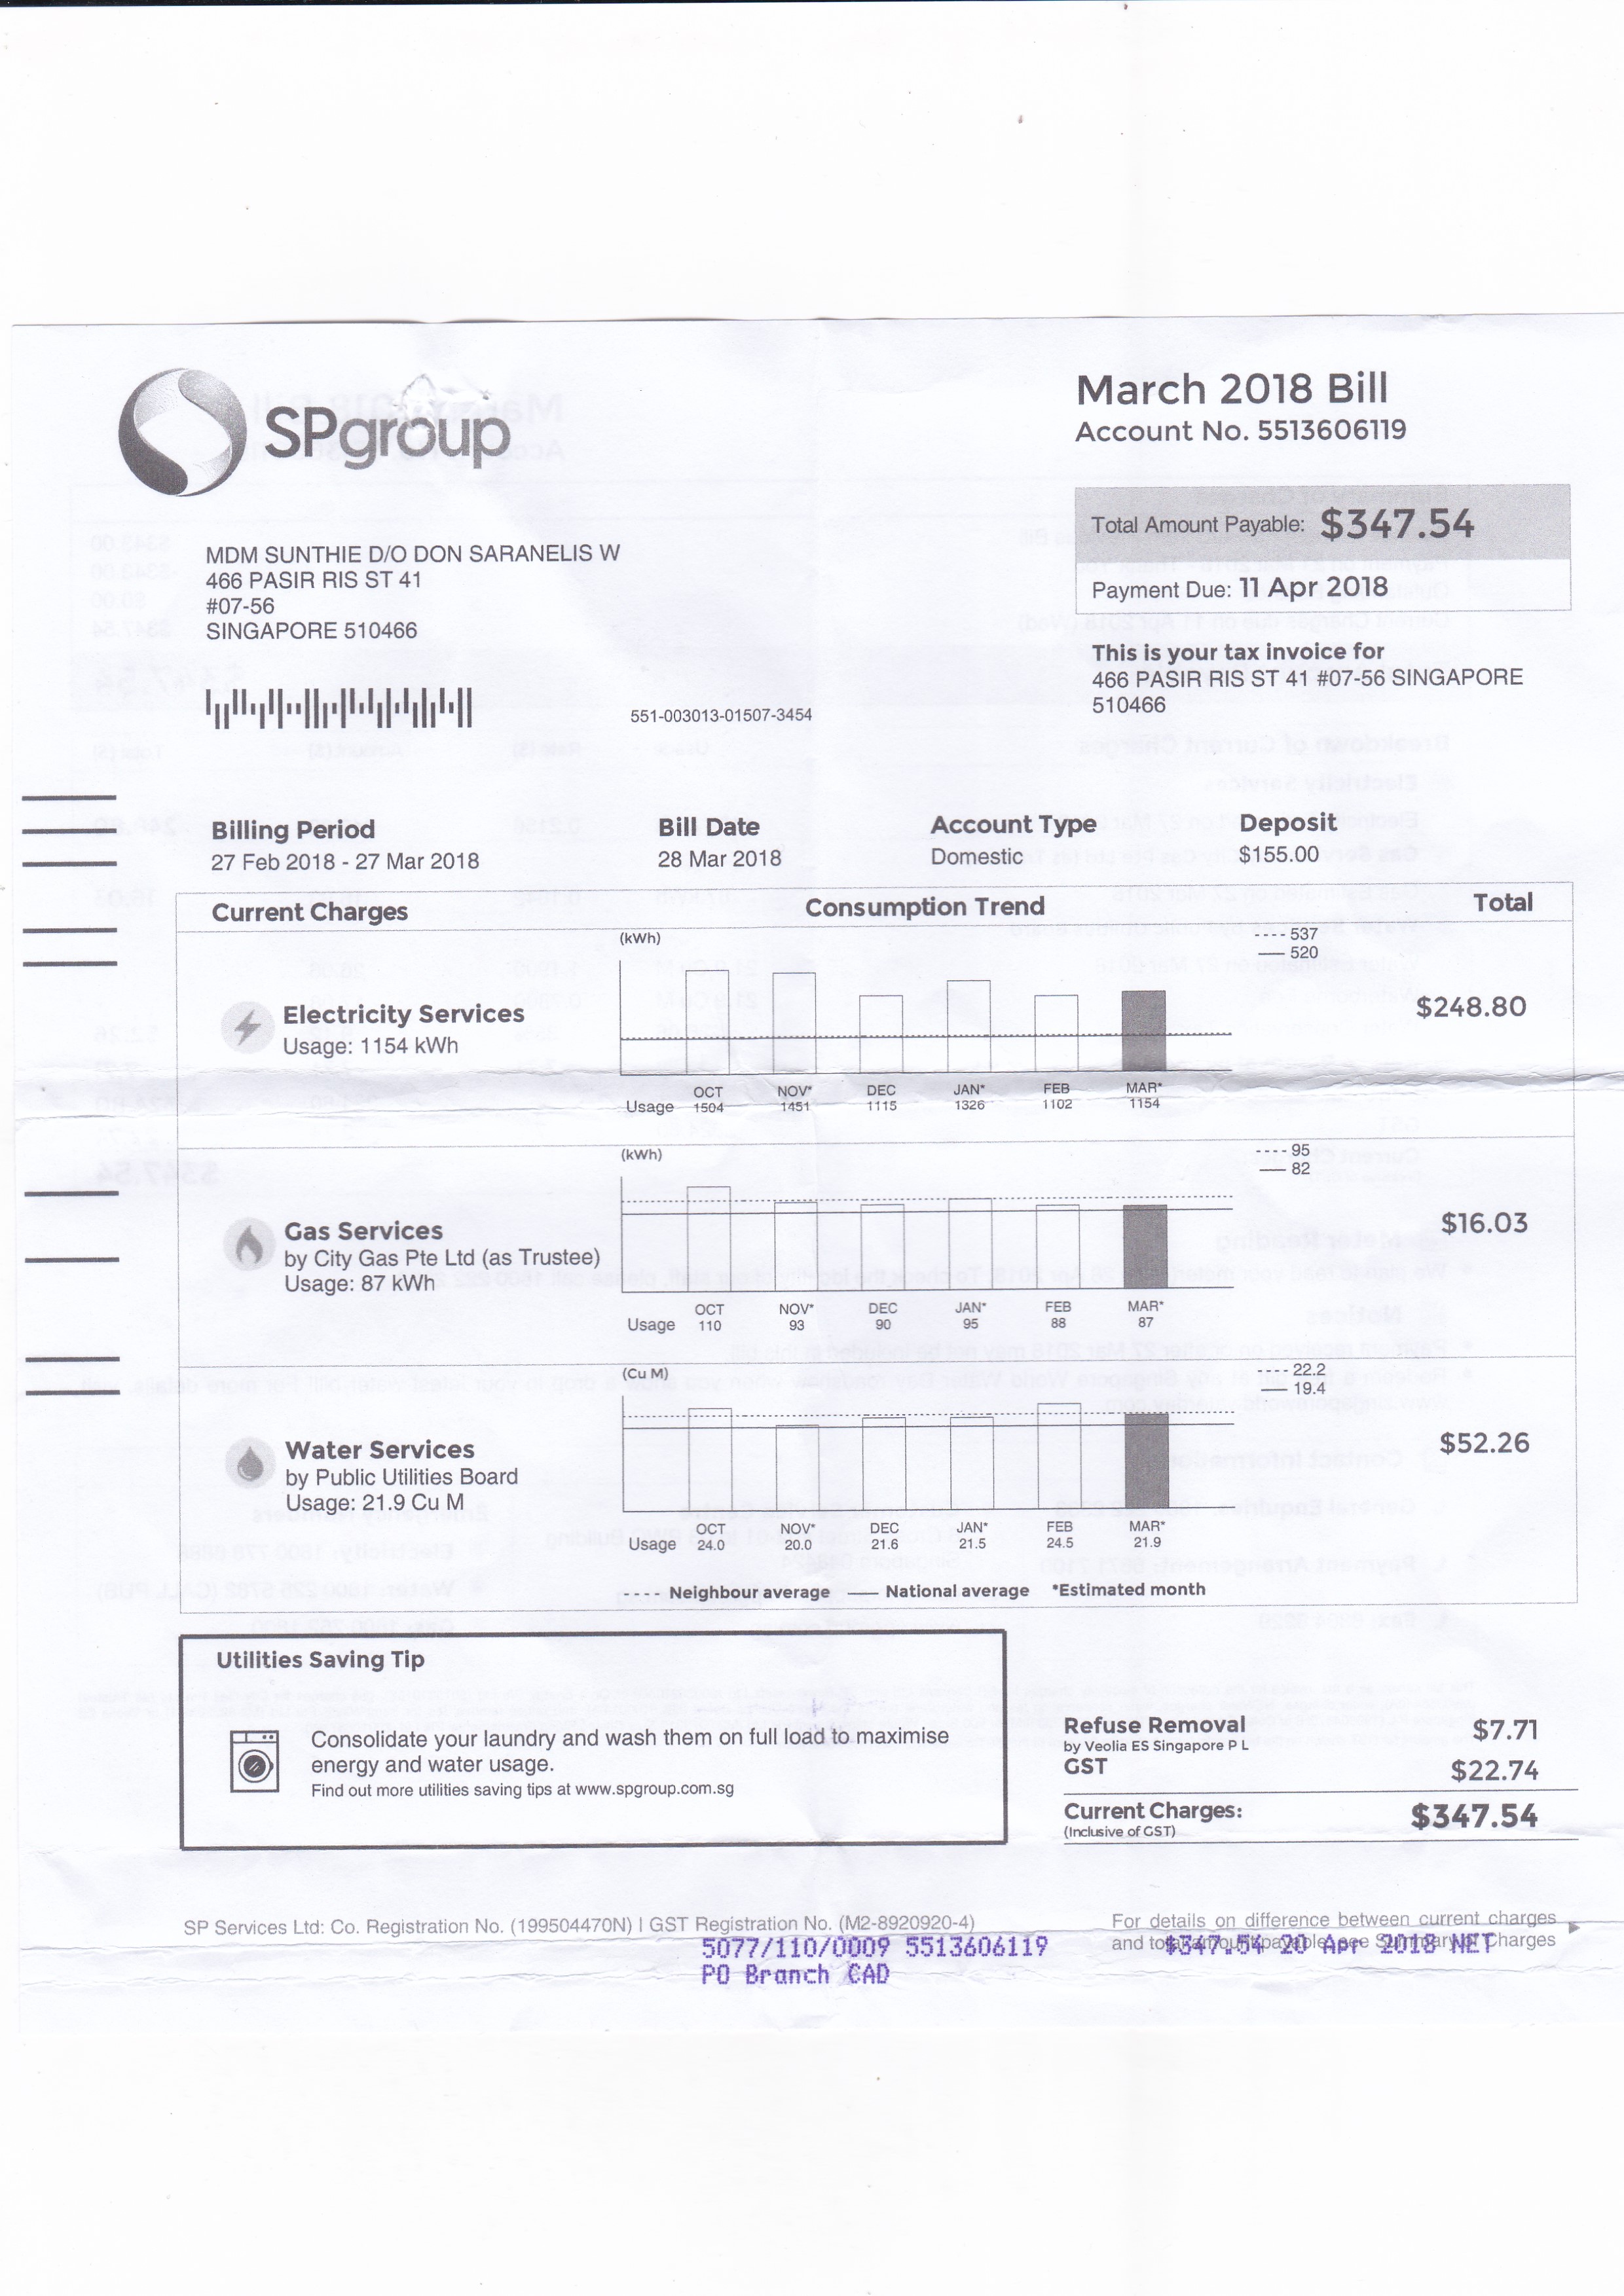 SPgroup
March 2018 Bill
Account No. 5513606119
Total Amount Payable: $347.54
Payment Due: 11 Apr 2018
MDM SUNTHIE D/O DON SARANELIS W
466 PASIR RIS ST 41
#07-56
SINGAPORE 510466
This is your tax invoice for
466 PASIR RIS ST 41 #07-56 SINGAPORE
510466
551-003013-01507-3454
Billing Period Bill Date Account Type Deposit
27 Feb 2018 - 27 Mar 2018 28 Mar 2018 Domestic $155.00
Current Charges Consumption Trend Total
(kWh) ---- 537
—— 520
Electricity Services $248.80
Usage: 1154 kWh
OCT NOV* DEC JAN* FEB MAR*
Usage 1504 1451 1115 1326 1102 1154
(kWh) ---- 95
—— 82
Gas Services $16.03
by City Gas Pte Ltd (as Trustee)
Usage: 87 kWh
OCT NOV* DEC JAN* FEB MAR*
Usage 110 93 90 95 88 87
(Cu M) ---- 22.2
—— 19.4
Water Services $52.26
by Public Utilities Board
Usage: 21.9 Cu M
OCT NOV* DEC JAN* FEB MAR*
Usage 24.0 20.0 21.6 21.5 24.5 21.9
---- Neighbour average —— National average *Estimated month
Utilities Saving Tip
Consolidate your laundry and wash them on full load to maximise
energy and water usage.
Find out more utilities saving tips at www.spgroup.com.sg
Refuse Removal $7.71
by Veolia ES Singapore P L
GST $22.74
Current Charges: $347.54
(Inclusive of GST)
SP Services Ltd: Co. Registration No. (199504470N) | GST Registration No. (M2-8920920-4)
For details on difference between current charges
and total amount payable, see Summary of Charges
5077/110/0009 5513606119 $347.54 20 Apr 2018 NET
PO Branch CAD